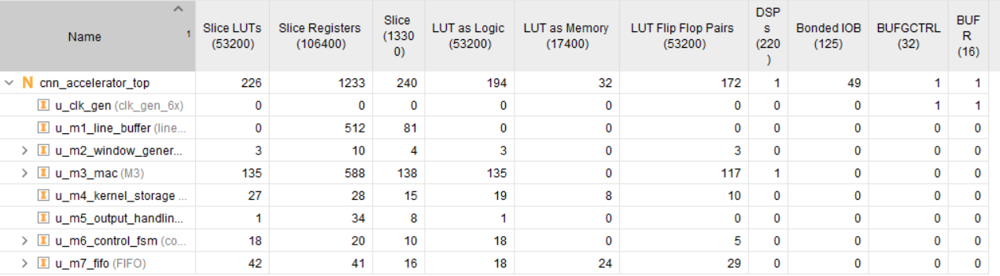 Name 1 Slice LUTs (53200) Slice Registers (106400) Slice (13300) LUT as Logic (53200) LUT as Memory (17400) LUT Flip Flop Pairs (53200) DSPs (220) Bonded IOB (125) BUFGCTRL (32) BUFR (16)
N cnn_accelerator_top 226 1233 240 194 32 172 1 49 1 1
I u_clk_gen (clk_gen_6x) 0 0 0 0 0 0 0 0 1 1
I u_m1_line_buffer (line... 0 512 81 0 0 0 0 0 0 0
I u_m2_window_gener... 3 10 4 3 0 3 0 0 0 0
I u_m3_mac (M3) 135 588 138 135 0 117 1 0 0 0
I u_m4_kernel_storage ... 27 28 15 19 8 10 0 0 0 0
I u_m5_output_handlin... 1 34 8 1 0 0 0 0 0 0
I u_m6_control_fsm (co... 18 20 10 18 0 5 0 0 0 0
I u_m7_fifo (FIFO) 42 41 16 18 24 29 0 0 0 0